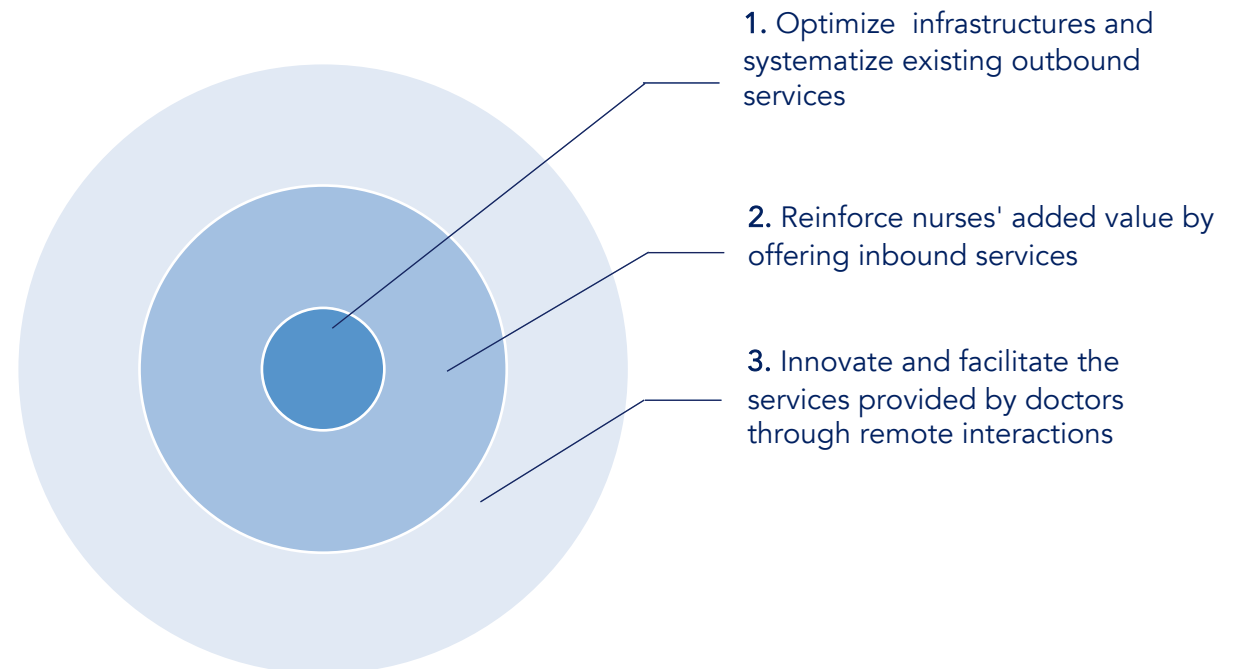 1. Optimize  infrastructures and
systematize existing outbound
services
2. Reinforce nurses' added value by
offering inbound services
3. Innovate and facilitate the
services provided by doctors
through remote interactions